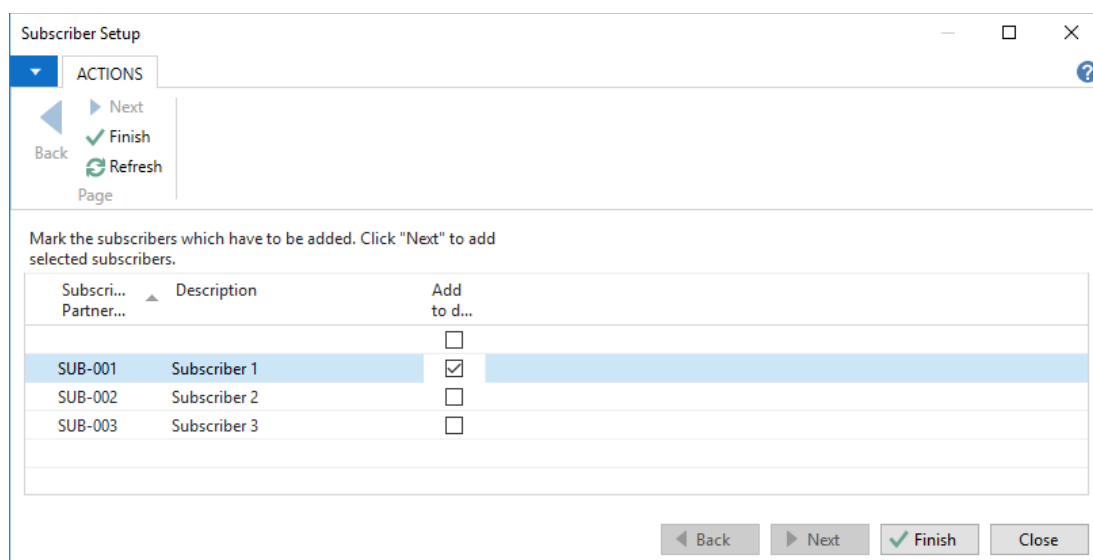 Subscriber Setup
ACTIONS
Next
Finish
Back
Refresh
Page
Mark the subscribers which have to be added. Click "Next" to add
selected subscribers.
Subscri... Description Add
Partner... to d...
SUB-001 Subscriber 1
SUB-002 Subscriber 2
SUB-003 Subscriber 3
Back Next Finish Close